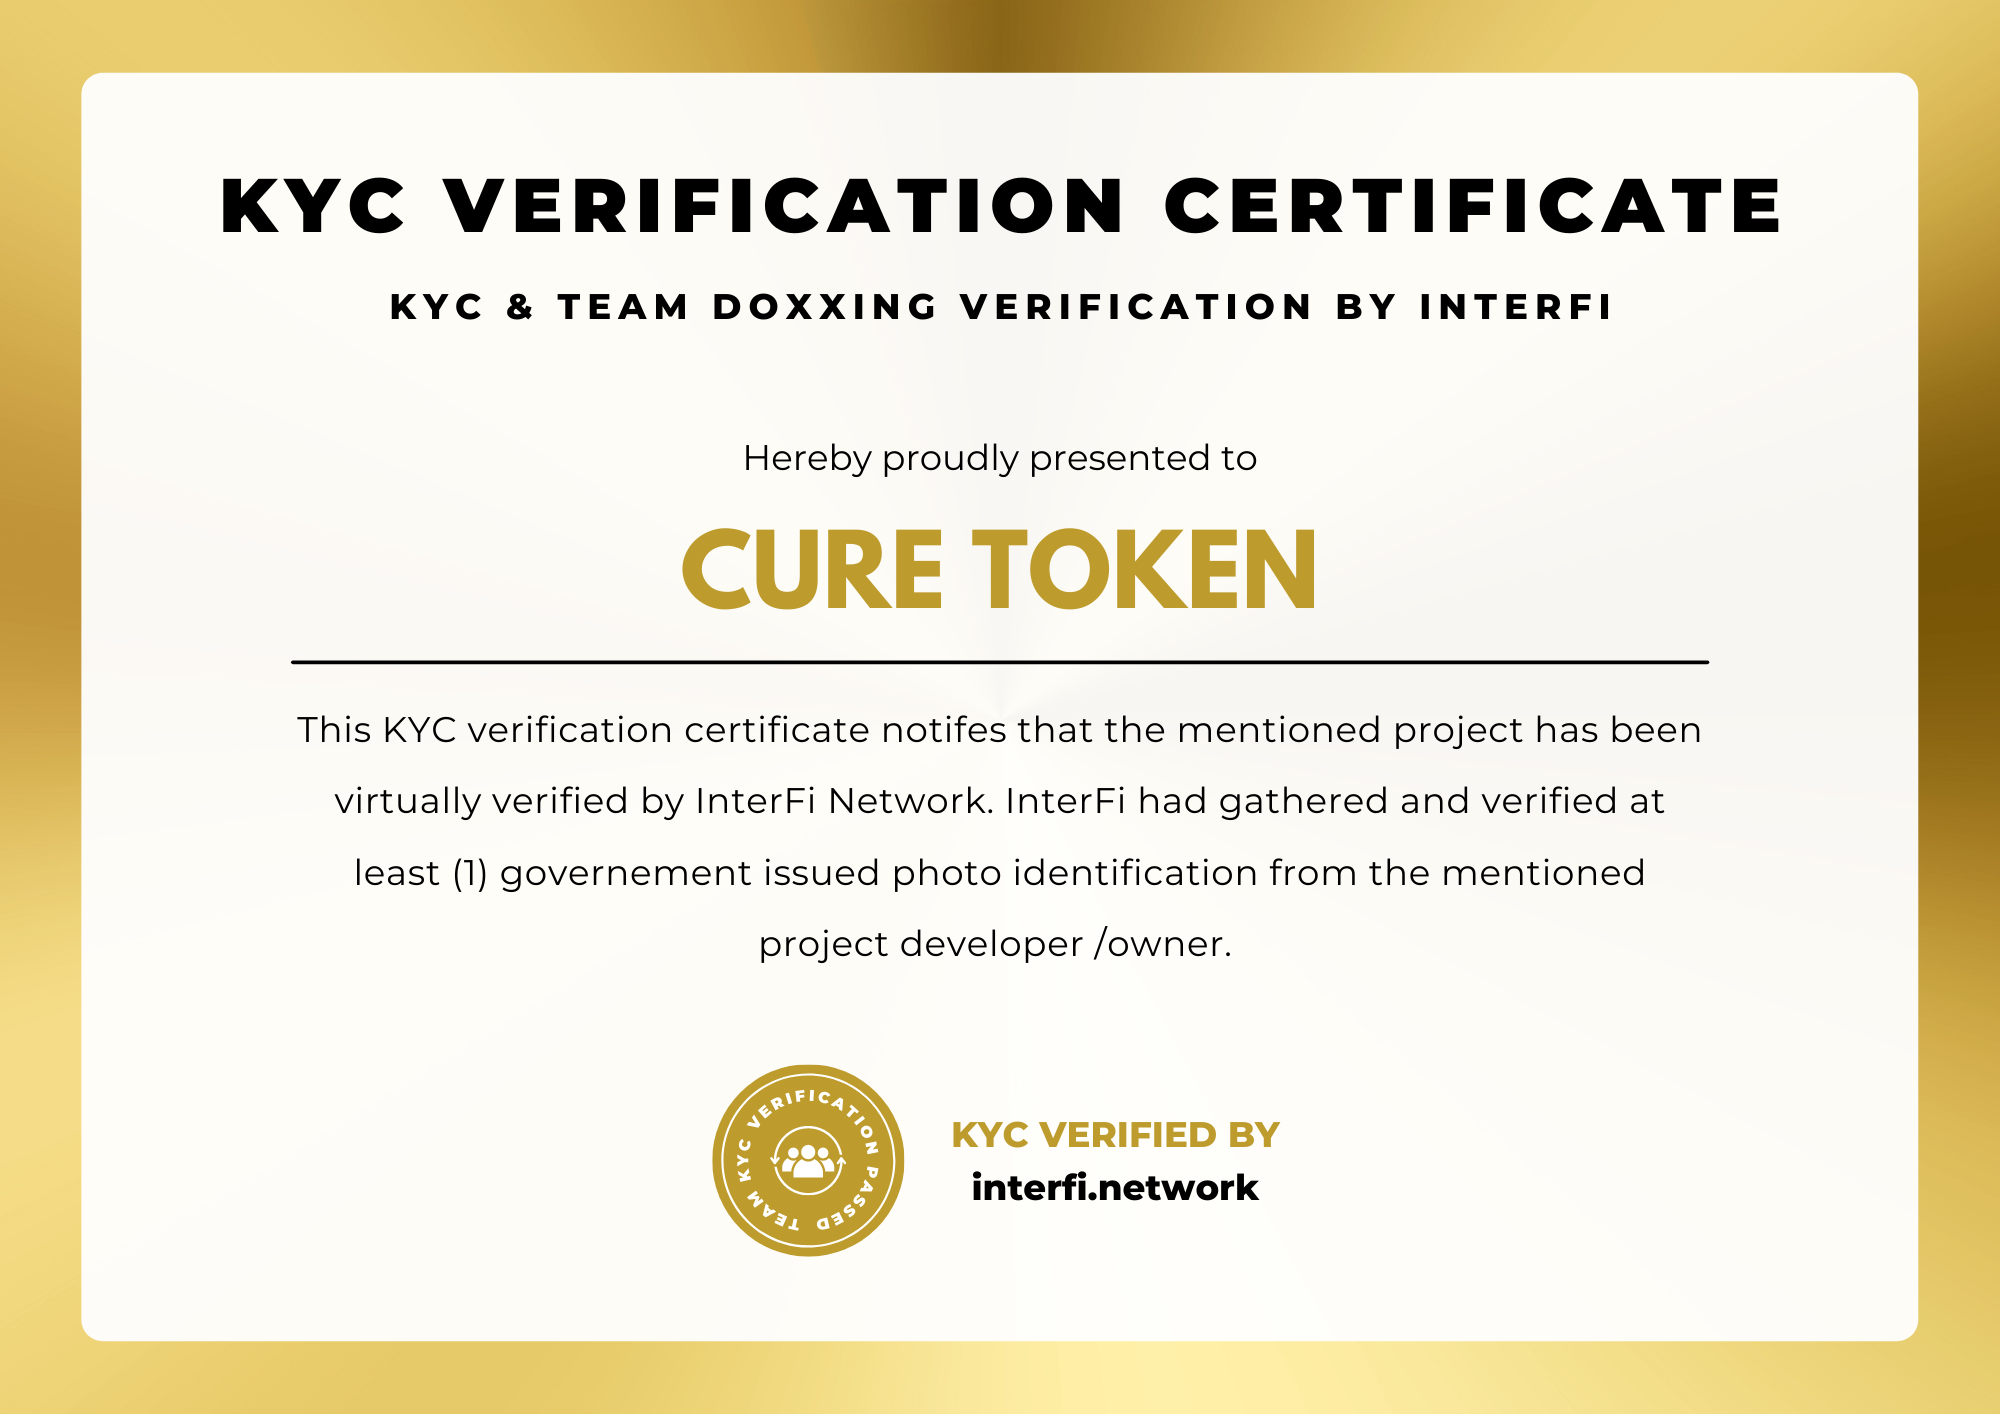 KYC VERIFICATION CERTIFICATE
KYC & TEAM DOXXING VERIFICATION BY INTERFI
Hereby proudly presented to
CURE TOKEN
This KYC verification certificate notifes that the mentioned project has been
virtually verified by InterFi Network. InterFi had gathered and verified at
least (1) governement issued photo identification from the mentioned
project developer /owner.
TEAM KYC VERIFICATION PASSED
KYC VERIFIED BY
interfi.network